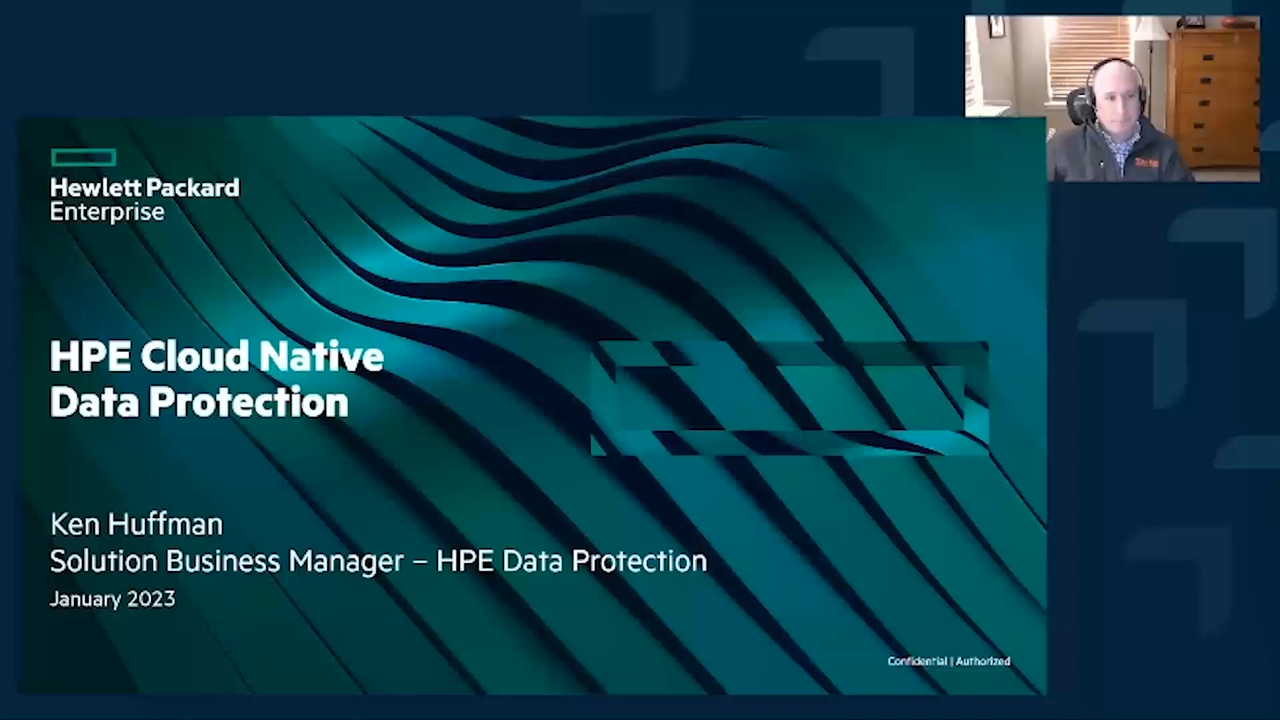 Hewlett Packard
Enterprise
HPE Cloud Native
Data Protection
Ken Huffman
Solution Business Manager – HPE Data Protection
January 2023
Confidential | Authorized